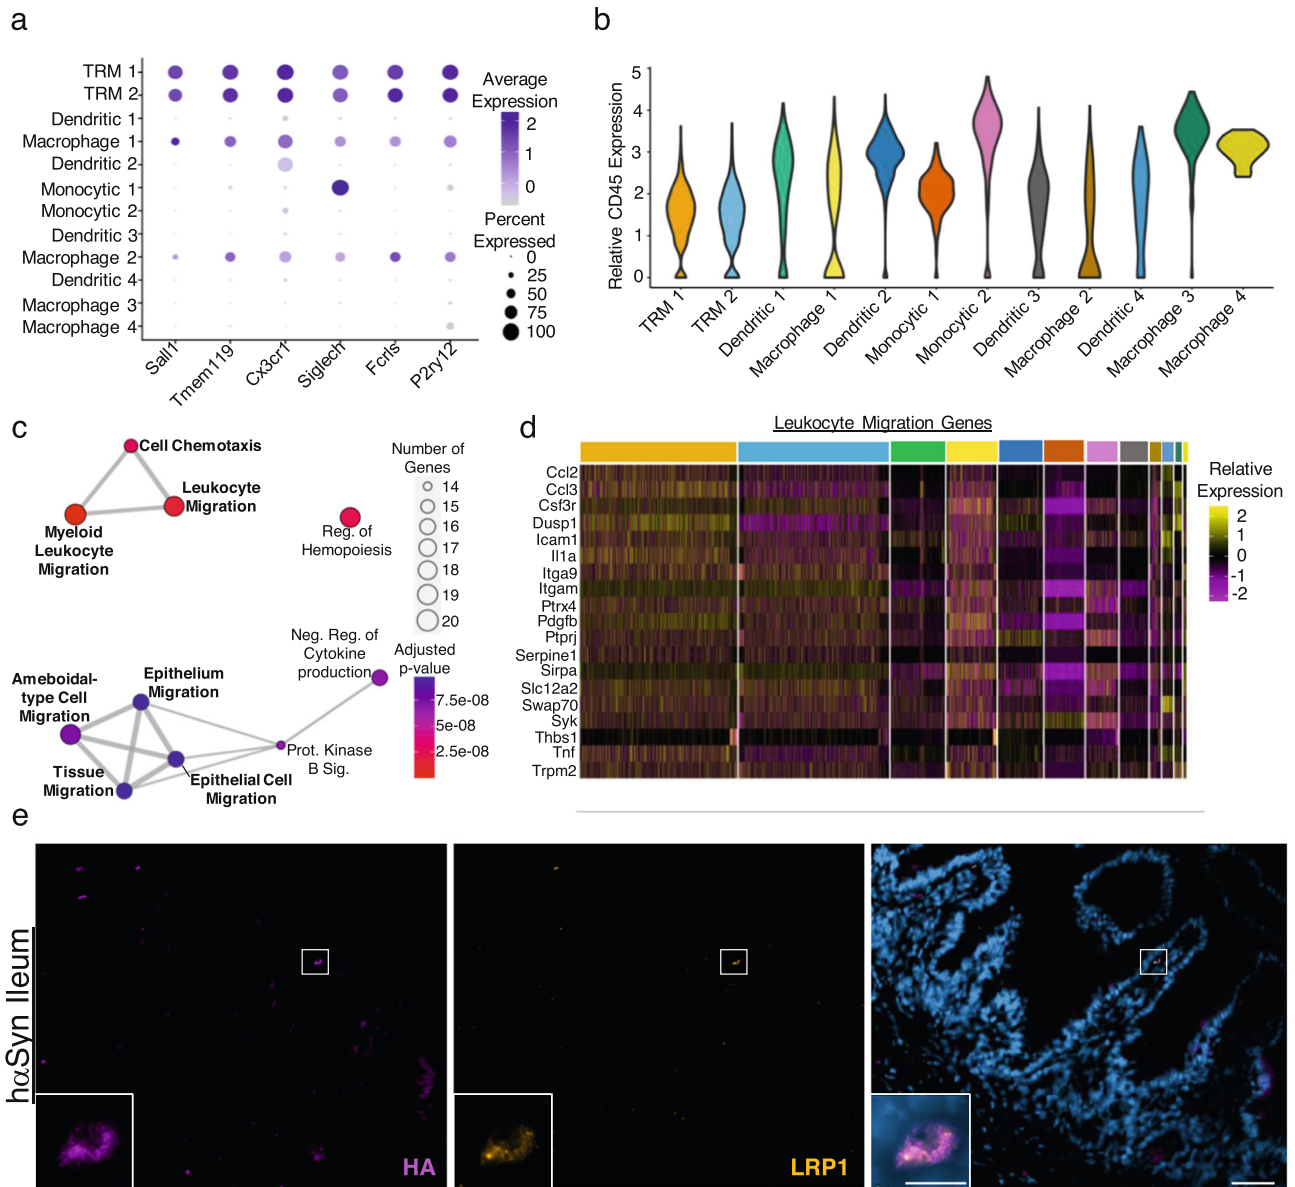 a
TRM 1
TRM 2
Dendritic 1
Macrophage 1
Dendritic 2
Monocytic 1
Monocytic 2
Dendritic 3
Macrophage 2
Dendritic 4
Macrophage 3
Macrophage 4
Sall1
Tmem119
Cx3cr1
Siglech
Fcrls
P2ry12
Average
Expression
2
1
0
Percent
Expressed
0
25
50
75
100
b
Relative CD45 Expression
5
4
3
2
1
0
TRM 1
TRM 2
Dendritic 1
Macrophage 1
Dendritic 2
Monocytic 1
Monocytic 2
Dendritic 3
Macrophage 2
Dendritic 4
Macrophage 3
Macrophage 4
c
Cell Chemotaxis
Leukocyte
Migration
Myeloid
Leukocyte
Migration
Reg. of
Hemopoiesis
Number of
Genes
14
15
16
17
18
19
20
Neg. Reg. of
Cytokine
production
Adjusted
p-value
7.5e-08
5e-08
2.5e-08
Ameboidal-
type Cell
Migration
Epithelium
Migration
Prot. Kinase
B Sig.
Tissue
Migration
Epithelial Cell
Migration
d
Leukocyte Migration Genes
Ccl2
Ccl3
Csf3r
Dusp1
Icam1
Il1a
Itga9
Itgam
Ptrx4
Pdgfb
Ptprj
Serpine1
Sirpa
Slc12a2
Swap70
Syk
Thbs1
Tnf
Trpm2
Relative
Expression
2
1
0
-1
-2
e
hαSyn Ileum
HA
LRP1